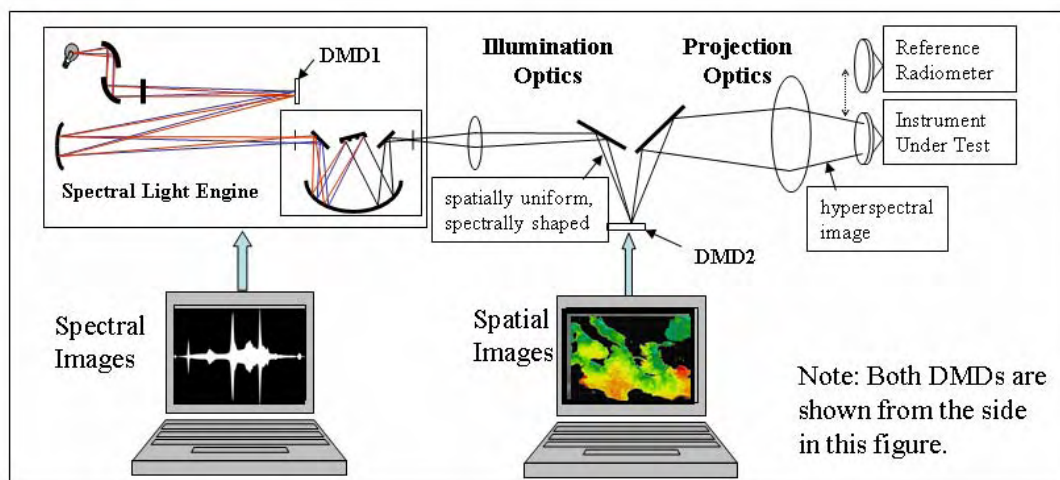 DMD1
Illumination
Optics
Projection
Optics
Reference
Radiometer
Instrument
Under Test
Spectral Light Engine
spatially uniform,
spectrally shaped
hyperspectral
image
DMD2
Spectral
Images
Spatial
Images
Note: Both DMDs are
shown from the side
in this figure.